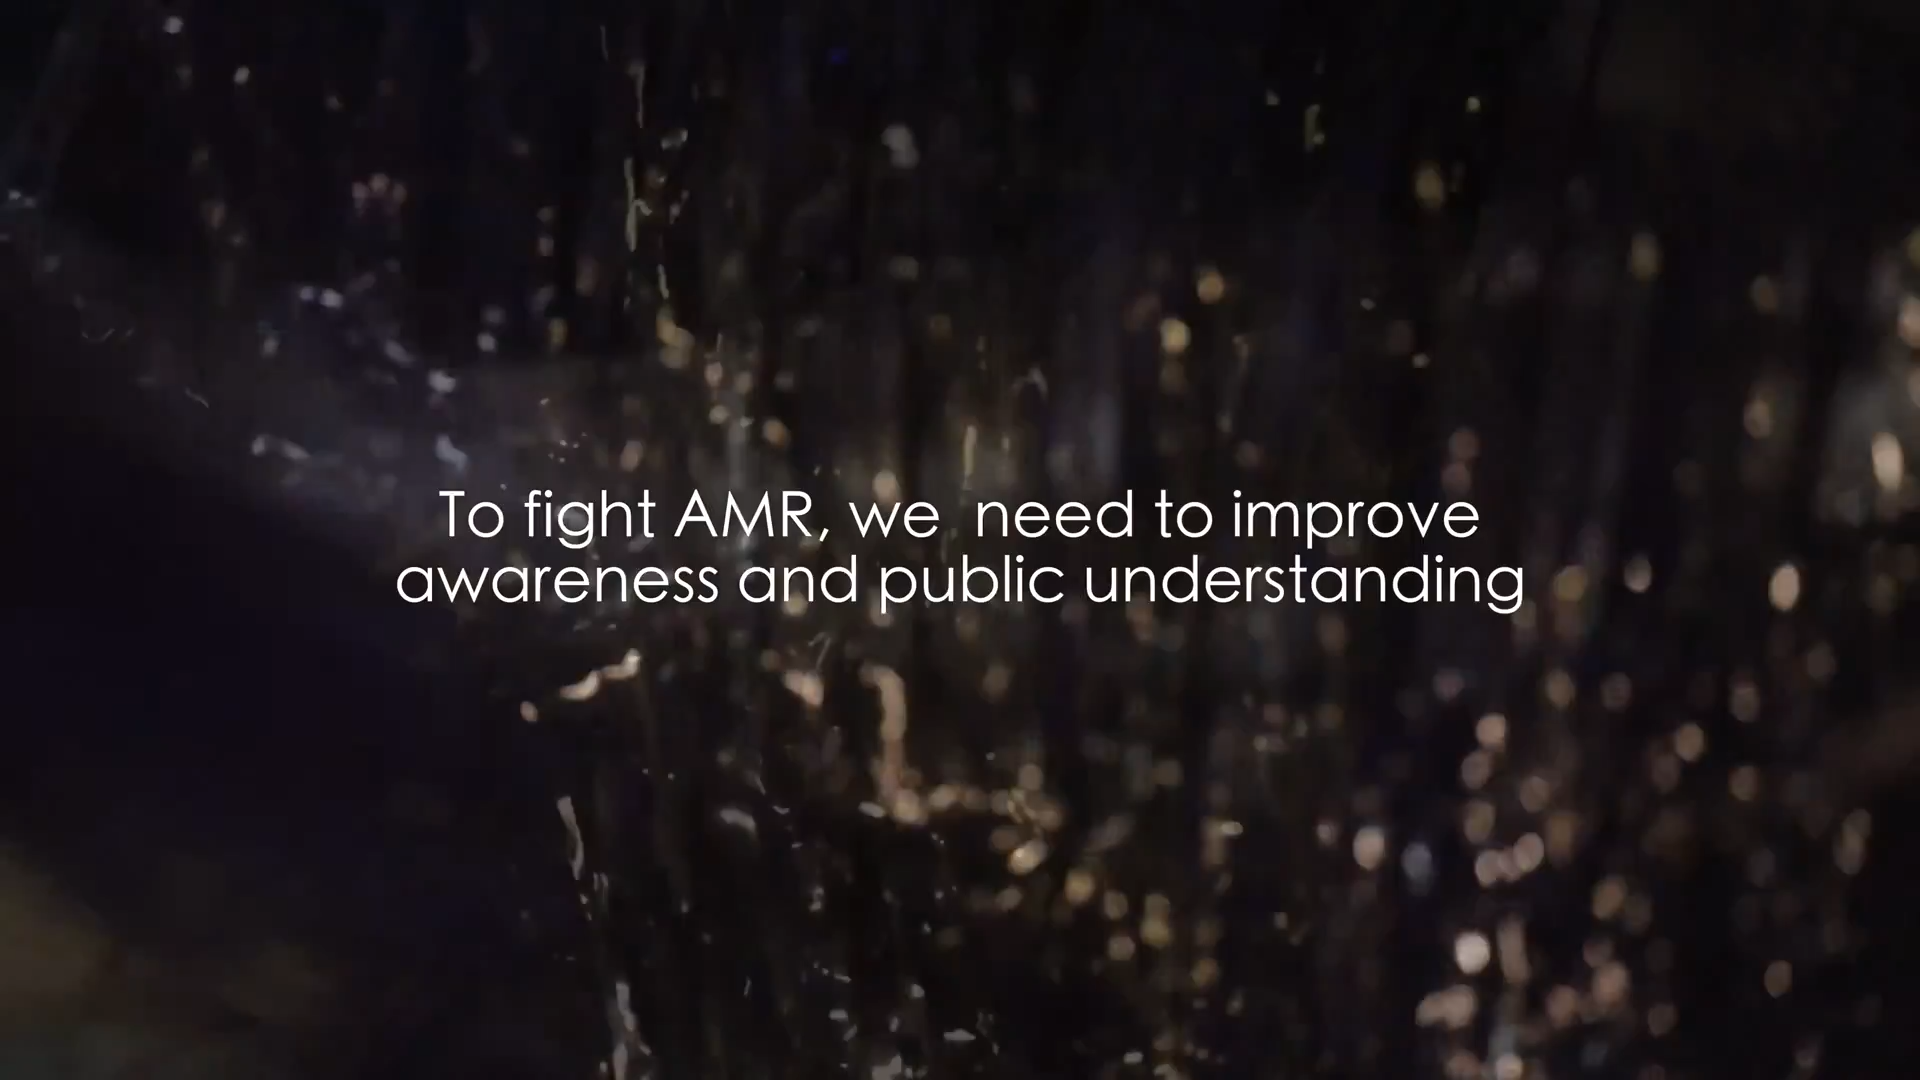 To fight AMR, we  need to improve
awareness and public understanding